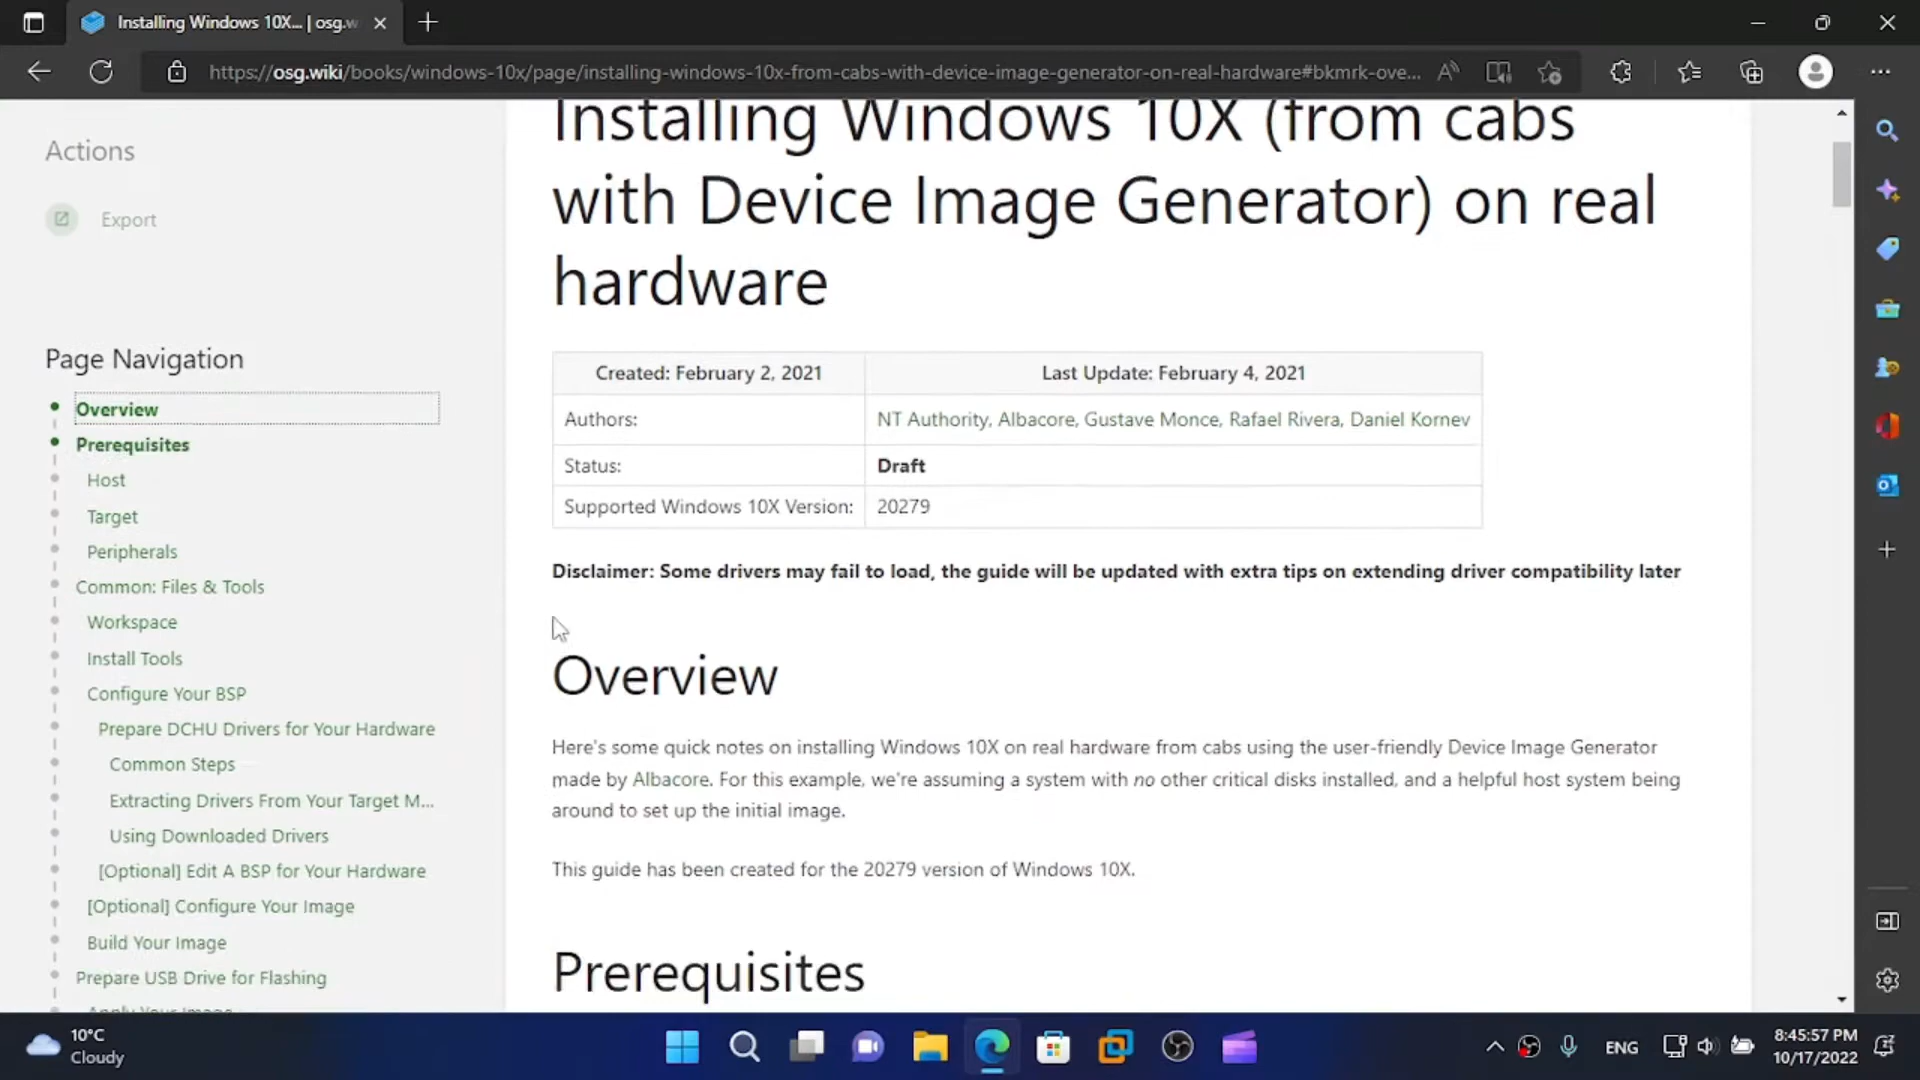 Installing Windows 10X... | osg.w
https://osg.wiki/books/windows-10x/page/installing-windows-10x-from-cabs-with-device-image-generator-on-real-hardware#bkmrk-ove...
Actions
Export
Page Navigation
Overview
Prerequisites
Host
Target
Peripherals
Common: Files & Tools
Workspace
Install Tools
Configure Your BSP
Prepare DCHU Drivers for Your Hardware
Common Steps
Extracting Drivers From Your Target M...
Using Downloaded Drivers
[Optional] Edit A BSP for Your Hardware
[Optional] Configure Your Image
Build Your Image
Prepare USB Drive for Flashing
Apply Your Image
Installing Windows 10X (from cabs
with Device Image Generator) on real
hardware
Created: February 2, 2021 Last Update: February 4, 2021
Authors: NT Authority, Albacore, Gustave Monce, Rafael Rivera, Daniel Kornev
Status: Draft
Supported Windows 10X Version: 20279
Disclaimer: Some drivers may fail to load, the guide will be updated with extra tips on extending driver compatibility later
Overview
Here's some quick notes on installing Windows 10X on real hardware from cabs using the user-friendly Device Image Generator
made by Albacore. For this example, we're assuming a system with no other critical disks installed, and a helpful host system being
around to set up the initial image.
This guide has been created for the 20279 version of Windows 10X.
Prerequisites
10°C
Cloudy
ENG
8:45:57 PM
10/17/2022